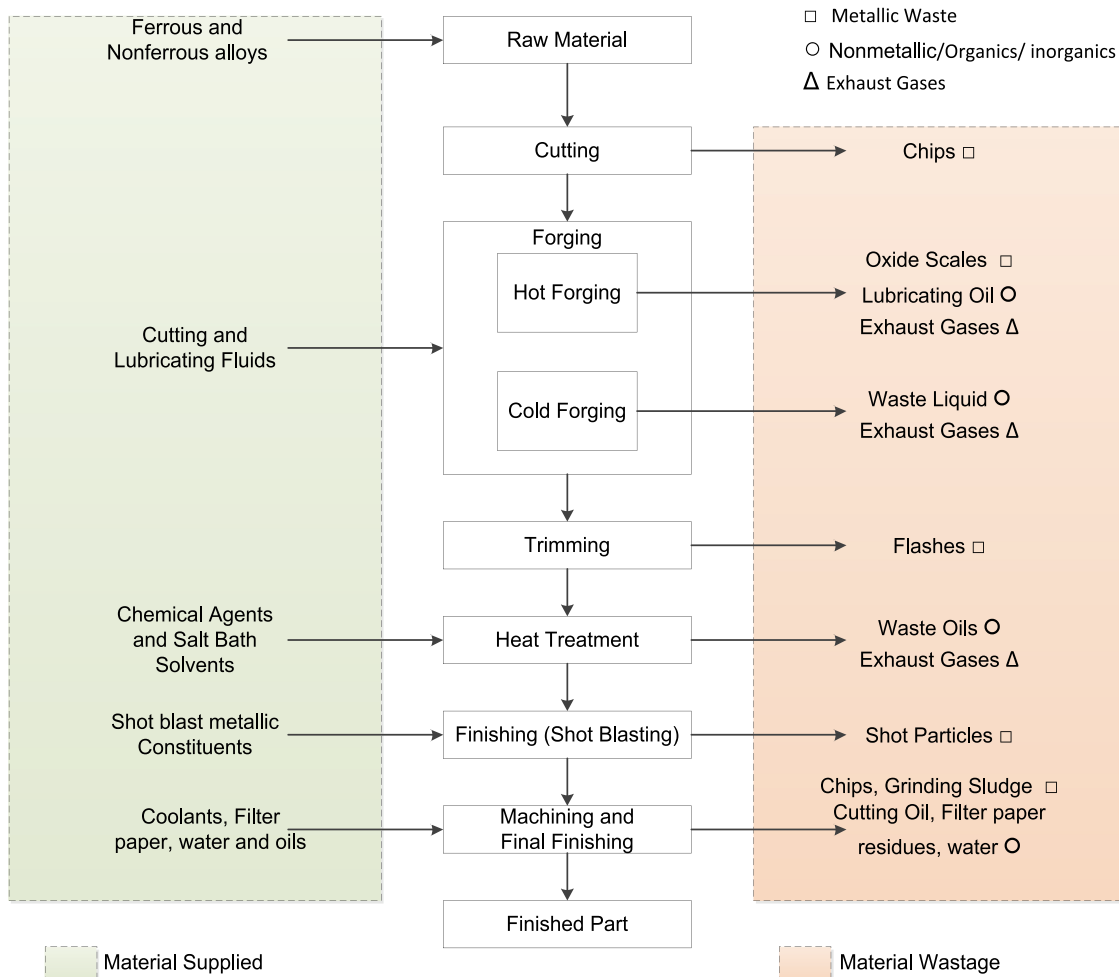 Ferrous and
Nonferrous alloys
Raw Material
□ Metallic Waste
○ Nonmetallic/Organics/ inorganics
Δ Exhaust Gases
Cutting
Chips □
Forging
Hot Forging
Oxide Scales □
Lubricating Oil ○
Exhaust Gases Δ
Cutting and
Lubricating Fluids
Cold Forging
Waste Liquid ○
Exhaust Gases Δ
Trimming
Flashes □
Chemical Agents
and Salt Bath
Solvents
Heat Treatment
Waste Oils ○
Exhaust Gases Δ
Shot blast metallic
Constituents
Finishing (Shot Blasting)
Shot Particles □
Coolants, Filter
paper, water and oils
Machining and
Final Finishing
Chips, Grinding Sludge □
Cutting Oil, Filter paper
residues, water ○
Finished Part
Material Supplied
Material Wastage